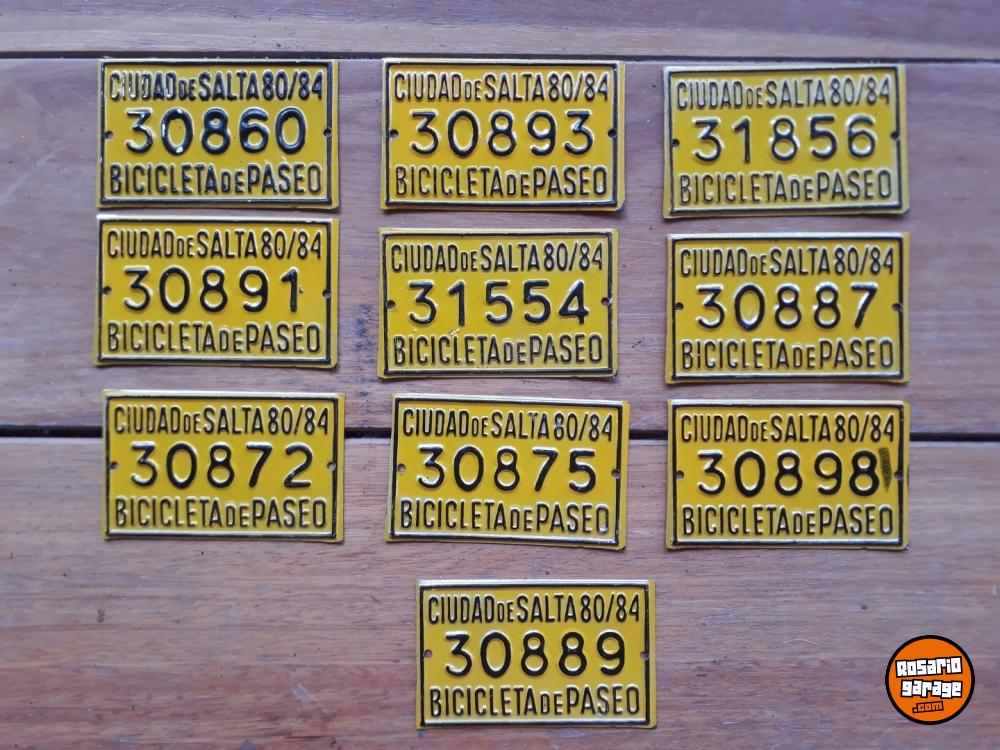 CIUDAD DE SALTA 80/84
30860
BICICLETA DE PASEO
CIUDAD DE SALTA 80/84
30893
BICICLETA DE PASEO
CIUDAD DE SALTA 80/84
31856
BICICLETA DE PASEO
CIUDAD DE SALTA 80/84
30891
BICICLETA DE PASEO
CIUDAD DE SALTA 80/84
31554
BICICLETA DE PASEO
CIUDAD DE SALTA 80/84
30887
BICICLETA DE PASEO
CIUDAD DE SALTA 80/84
30872
BICICLETA DE PASEO
CIUDAD DE SALTA 80/84
30875
BICICLETA DE PASEO
CIUDAD DE SALTA 80/84
30898
BICICLETA DE PASEO
CIUDAD DE SALTA 80/84
30889
BICICLETA DE PASEO
Rosario
garage
.com